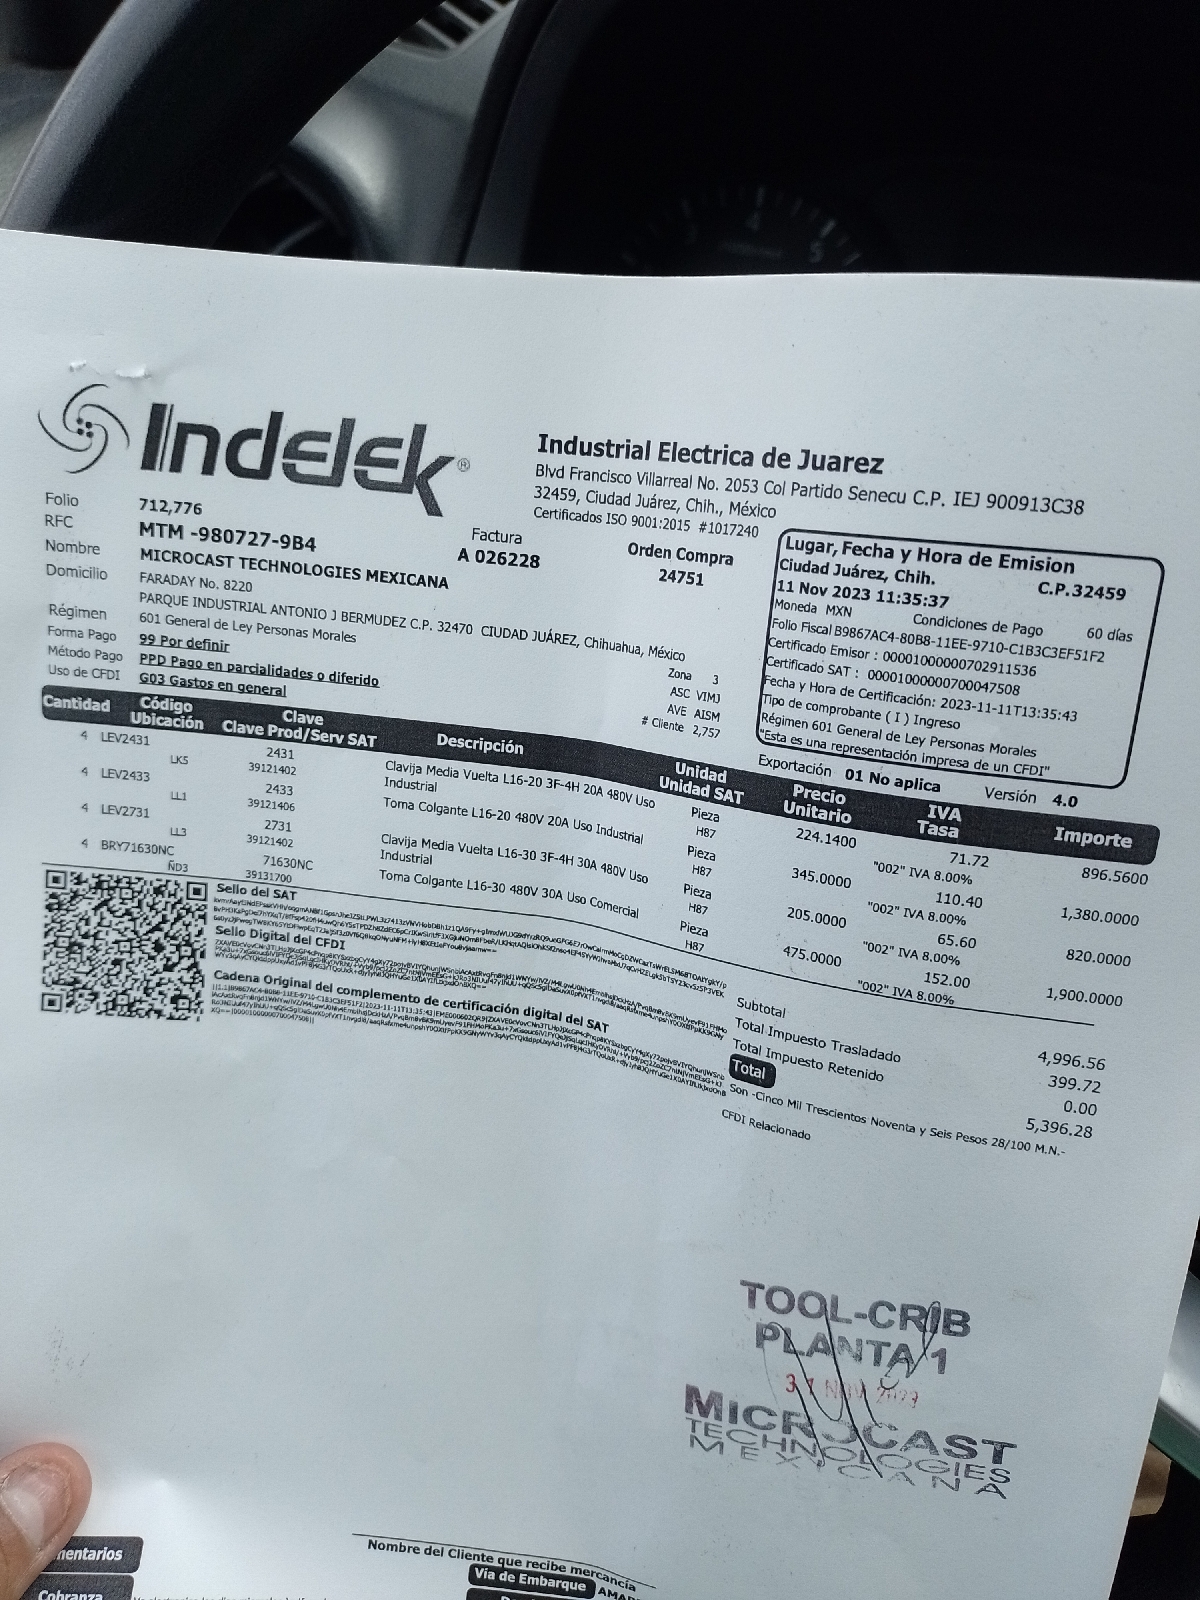 Indelek®
Industrial Electrica de Juarez
Blvd Francisco Villarreal No. 2053 Col Partido Senecu C.P. IEJ 900913C38
32459, Ciudad Juárez, Chih., México
Certificados ISO 9001:2015 #1017240
Folio 712,776
RFC MTM -980727-9B4
Factura
A 026228
Orden Compra
24751
Nombre MICROCAST TECHNOLOGIES MEXICANA
Domicilio FARADAY No. 8220
PARQUE INDUSTRIAL ANTONIO J BERMUDEZ C.P. 32470 CIUDAD JUÁREZ, Chihuahua, México
Régimen 601 General de Ley Personas Morales
Forma Pago 99 Por definir
Método Pago PPD Pago en parcialidades o diferido
Uso de CFDI G03 Gastos en general
Zona 3
ASC VIMJ
AVE AISM
# Cliente 2,757
Lugar, Fecha y Hora de Emision
Ciudad Juárez, Chih. C.P.32459
11 Nov 2023 11:35:37
Moneda MXN Condiciones de Pago 60 días
Folio Fiscal B9867AC4-80B8-11EE-9710-C1B3C3EF51F2
Certificado Emisor : 00001000000702911536
Certificado SAT : 00001000000700047508
Fecha y Hora de Certificación: 2023-11-11T13:35:43
Tipo de comprobante ( I ) Ingreso
Régimen 601 General de Ley Personas Morales
"Esta es una representación impresa de un CFDI"
Exportación 01 No aplica Versión 4.0
Cantidad Código Ubicación Clave Clave Prod/Serv SAT Descripción Unidad Unidad SAT Precio Unitario IVA Tasa Importe
4 LEV2431 2431 Clavija Media Vuelta L16-20 3F-4H 20A 480V Uso Pieza 224.1400 71.72 896.5600
LK5 39121402 Industrial H87 "002" IVA 8.00%
4 LEV2433 2433 Toma Colgante L16-20 480V 20A Uso Industrial Pieza 345.0000 110.40 1,380.0000
LL1 39121406 H87 "002" IVA 8.00%
4 LEV2731 2731 Clavija Media Vuelta L16-30 3F-4H 30A 480V Uso Pieza 205.0000 65.60 820.0000
LL3 39121402 Industrial H87 "002" IVA 8.00%
4 BRY71630NC 71630NC Toma Colgante L16-30 480V 30A Uso Comercial Pieza 475.0000 152.00 1,900.0000
ÑD3 39131700 H87 "002" IVA 8.00%
Sello del SAT
Sello Digital del CFDI
Cadena Original del complemento de certificación digital del SAT
Subtotal 4,996.56
Total Impuesto Trasladado 399.72
Total Impuesto Retenido 0.00
Total 5,396.28
Son -Cinco Mil Trescientos Noventa y Seis Pesos 28/100 M.N.-
CFDI Relacionado
TOOL-CRIB
PLANTA 1
MICROCAST
TECHNOLOGIES
MEXICANA
Nombre del Cliente que recibe mercancía
Vía de Embarque
Cobranza